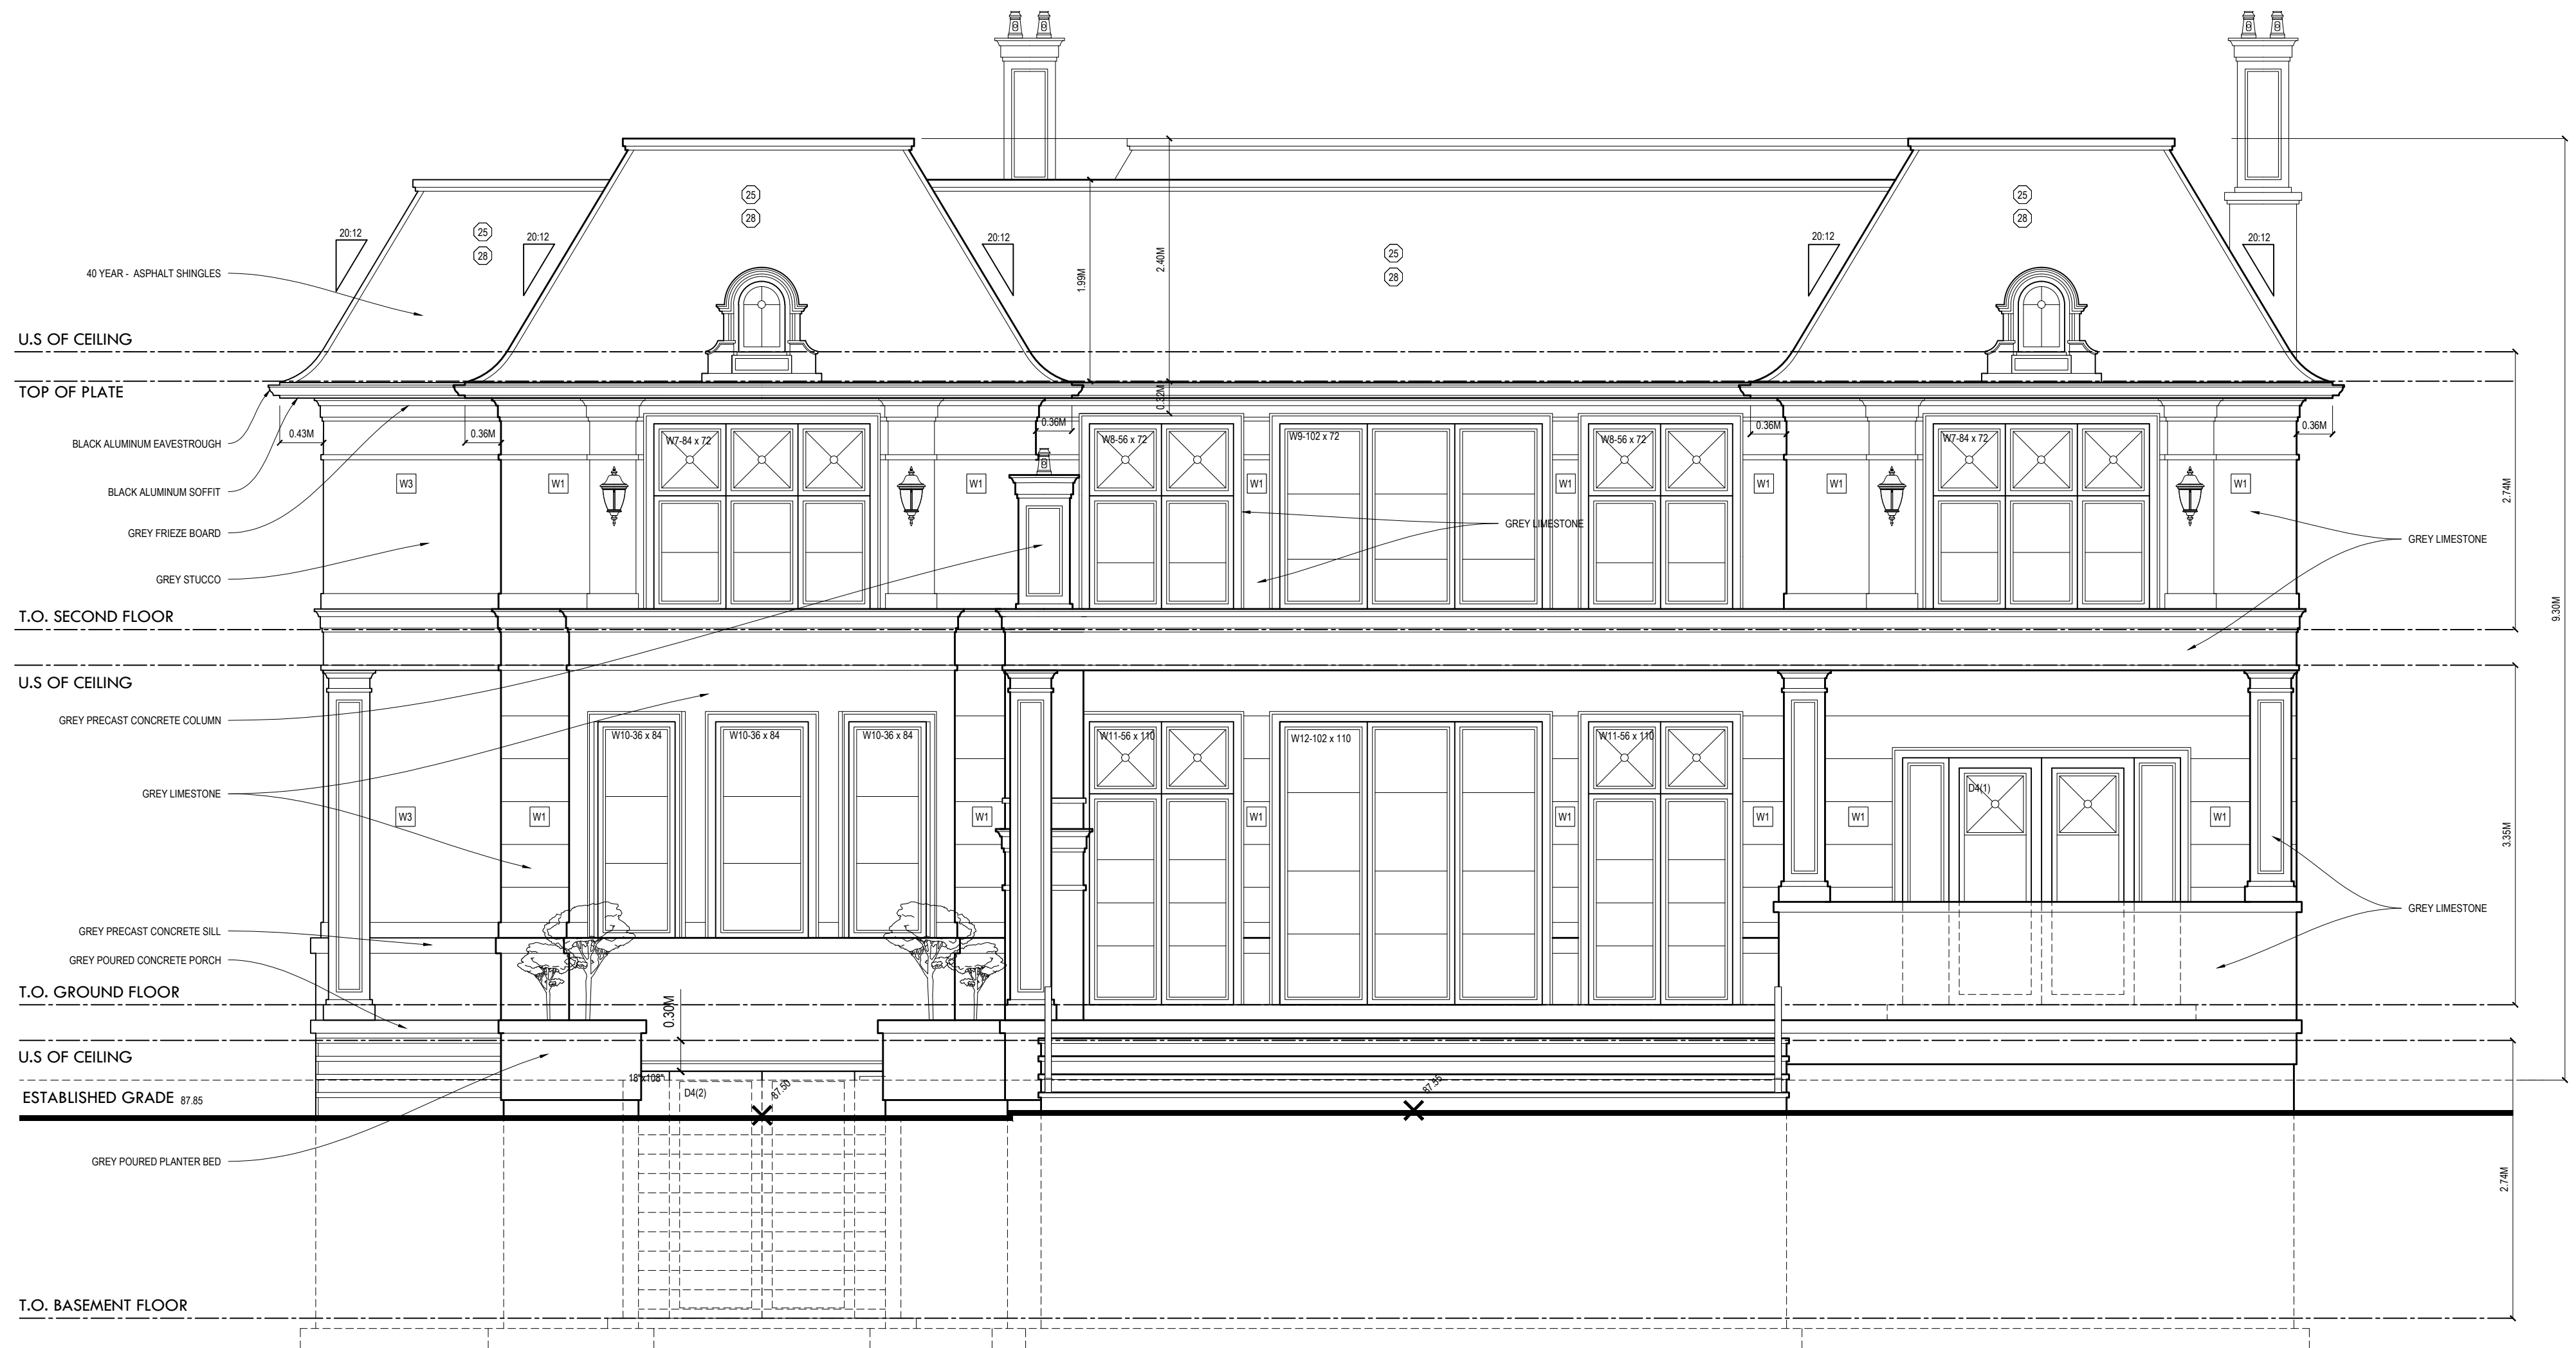 25
28
25
28
20:12
20:12
20:12
20:12
20:12
25
28
25
28
40 YEAR - ASPHALT SHINGLES
1.99M
2.40M
U.S OF CEILING
TOP OF PLATE
0.32M
BLACK ALUMINUM EAVESTROUGH
0.43M
0.36M
0.36M
0.36M
0.36M
W7-84 x 72
W8-56 x 72
W9-102 x 72
W8-56 x 72
W7-84 x 72
BLACK ALUMINUM SOFFIT
W3
W1
W1
W1
W1
W1
W1
W1
2.74M
GREY FRIEZE BOARD
GREY LIMESTONE
GREY LIMESTONE
GREY STUCCO
9.30M
T.O. SECOND FLOOR
U.S OF CEILING
GREY PRECAST CONCRETE COLUMN
W10-36 x 84
W10-36 x 84
W10-36 x 84
W11-56 x 110
W12-102 x 110
W11-56 x 110
GREY LIMESTONE
D4(1)
W3
W1
W1
W1
W1
W1
W1
W1
3.35M
GREY LIMESTONE
GREY PRECAST CONCRETE SILL
GREY POURED CONCRETE PORCH
T.O. GROUND FLOOR
0.30M
U.S OF CEILING
18"x108"
D4(2)
87.50
ESTABLISHED GRADE 87.85
GREY POURED PLANTER BED
2.74M
T.O. BASEMENT FLOOR